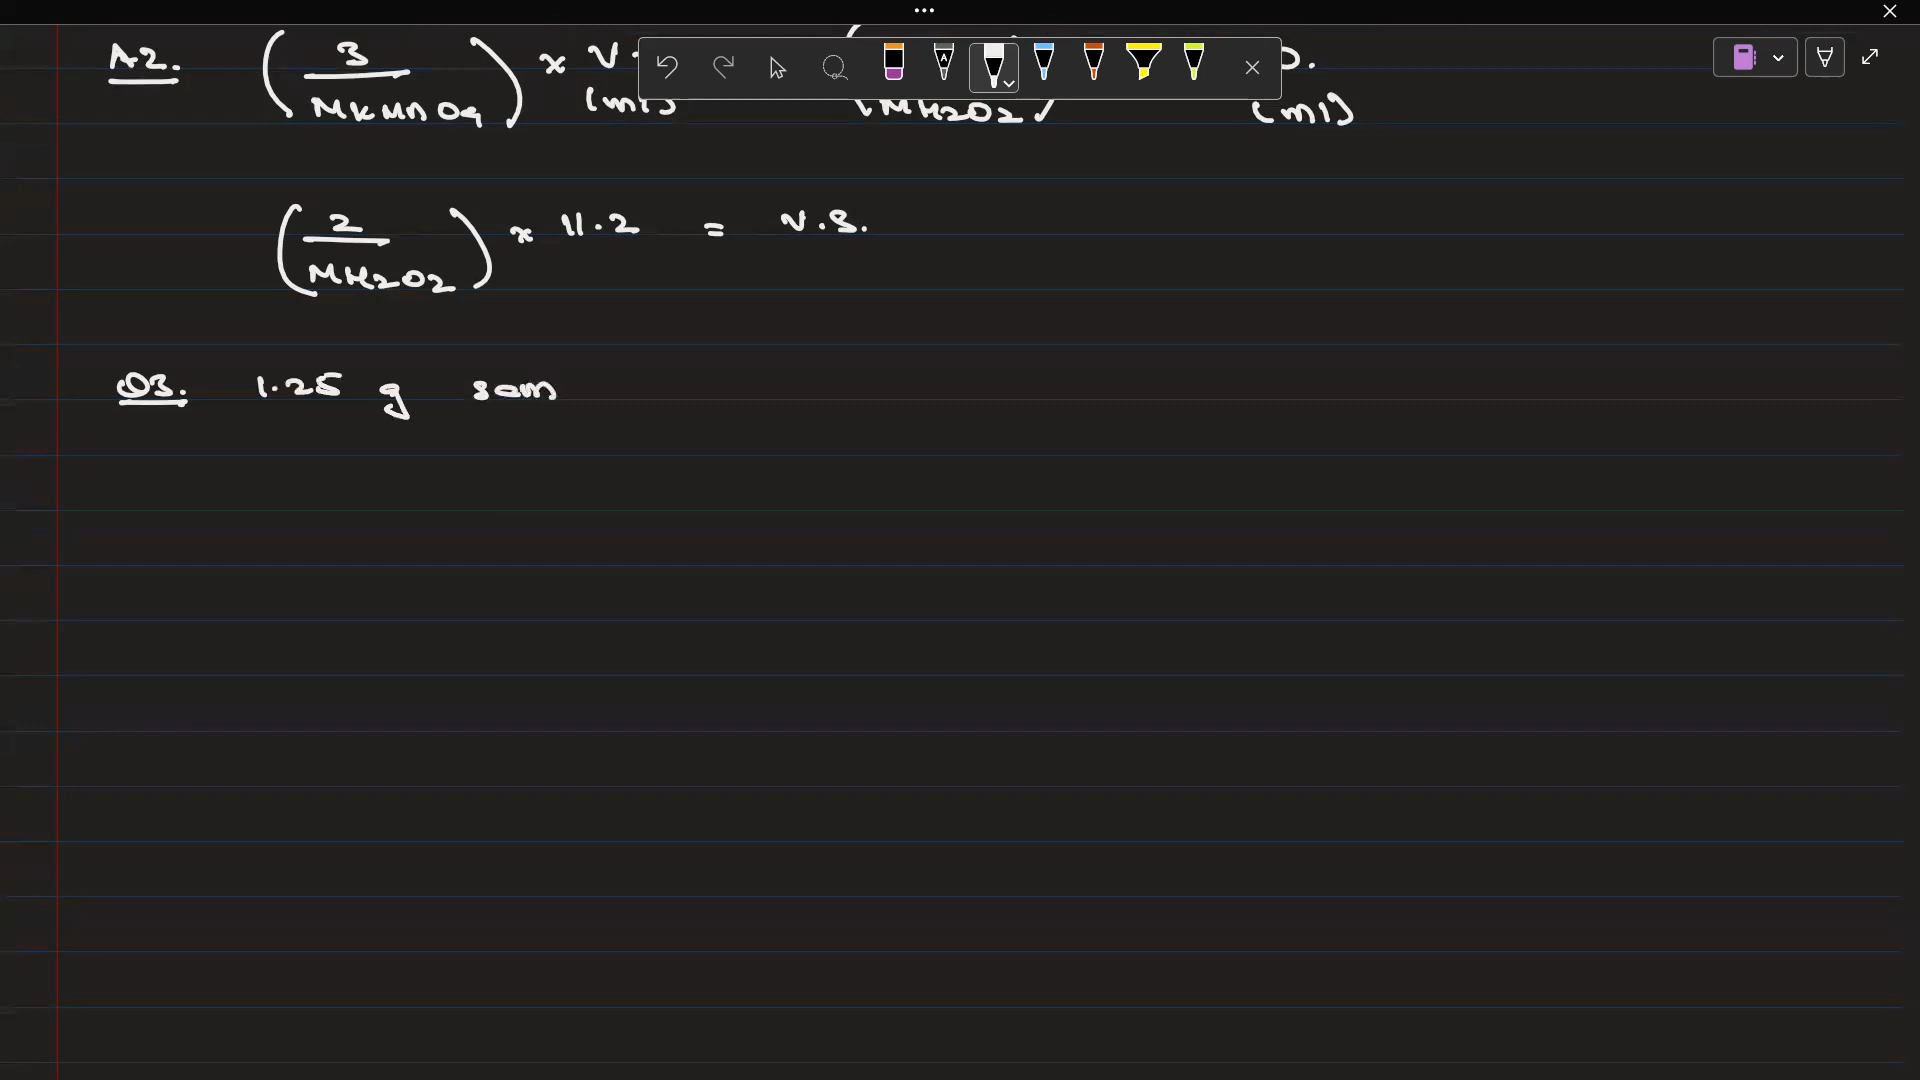 A2. ( 3 / MKMnO4 ) x V. (MH2O2) D.
(ml) (ml)
( 2 / MH2O2 ) x 11.2 = V.S.
Q3. 1.25 g sam